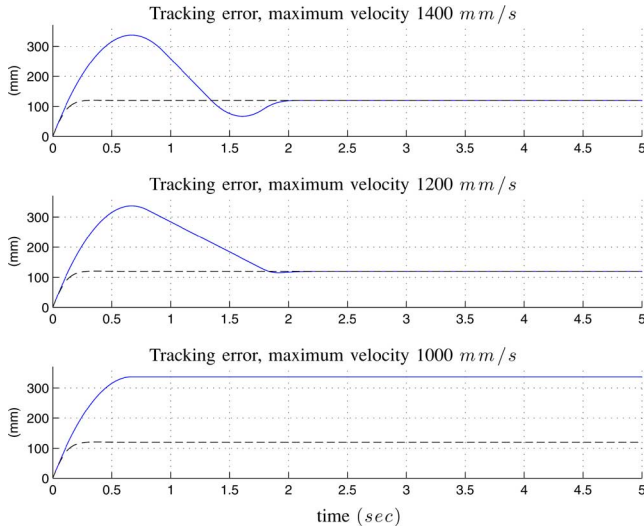 Tracking error, maximum velocity 1400 mm/s
300
200
100
0
(mm)
0 0.5 1 1.5 2 2.5 3 3.5 4 4.5 5
Tracking error, maximum velocity 1200 mm/s
300
200
100
0
(mm)
0 0.5 1 1.5 2 2.5 3 3.5 4 4.5 5
Tracking error, maximum velocity 1000 mm/s
300
200
100
0
(mm)
0 0.5 1 1.5 2 2.5 3 3.5 4 4.5 5
time (sec)